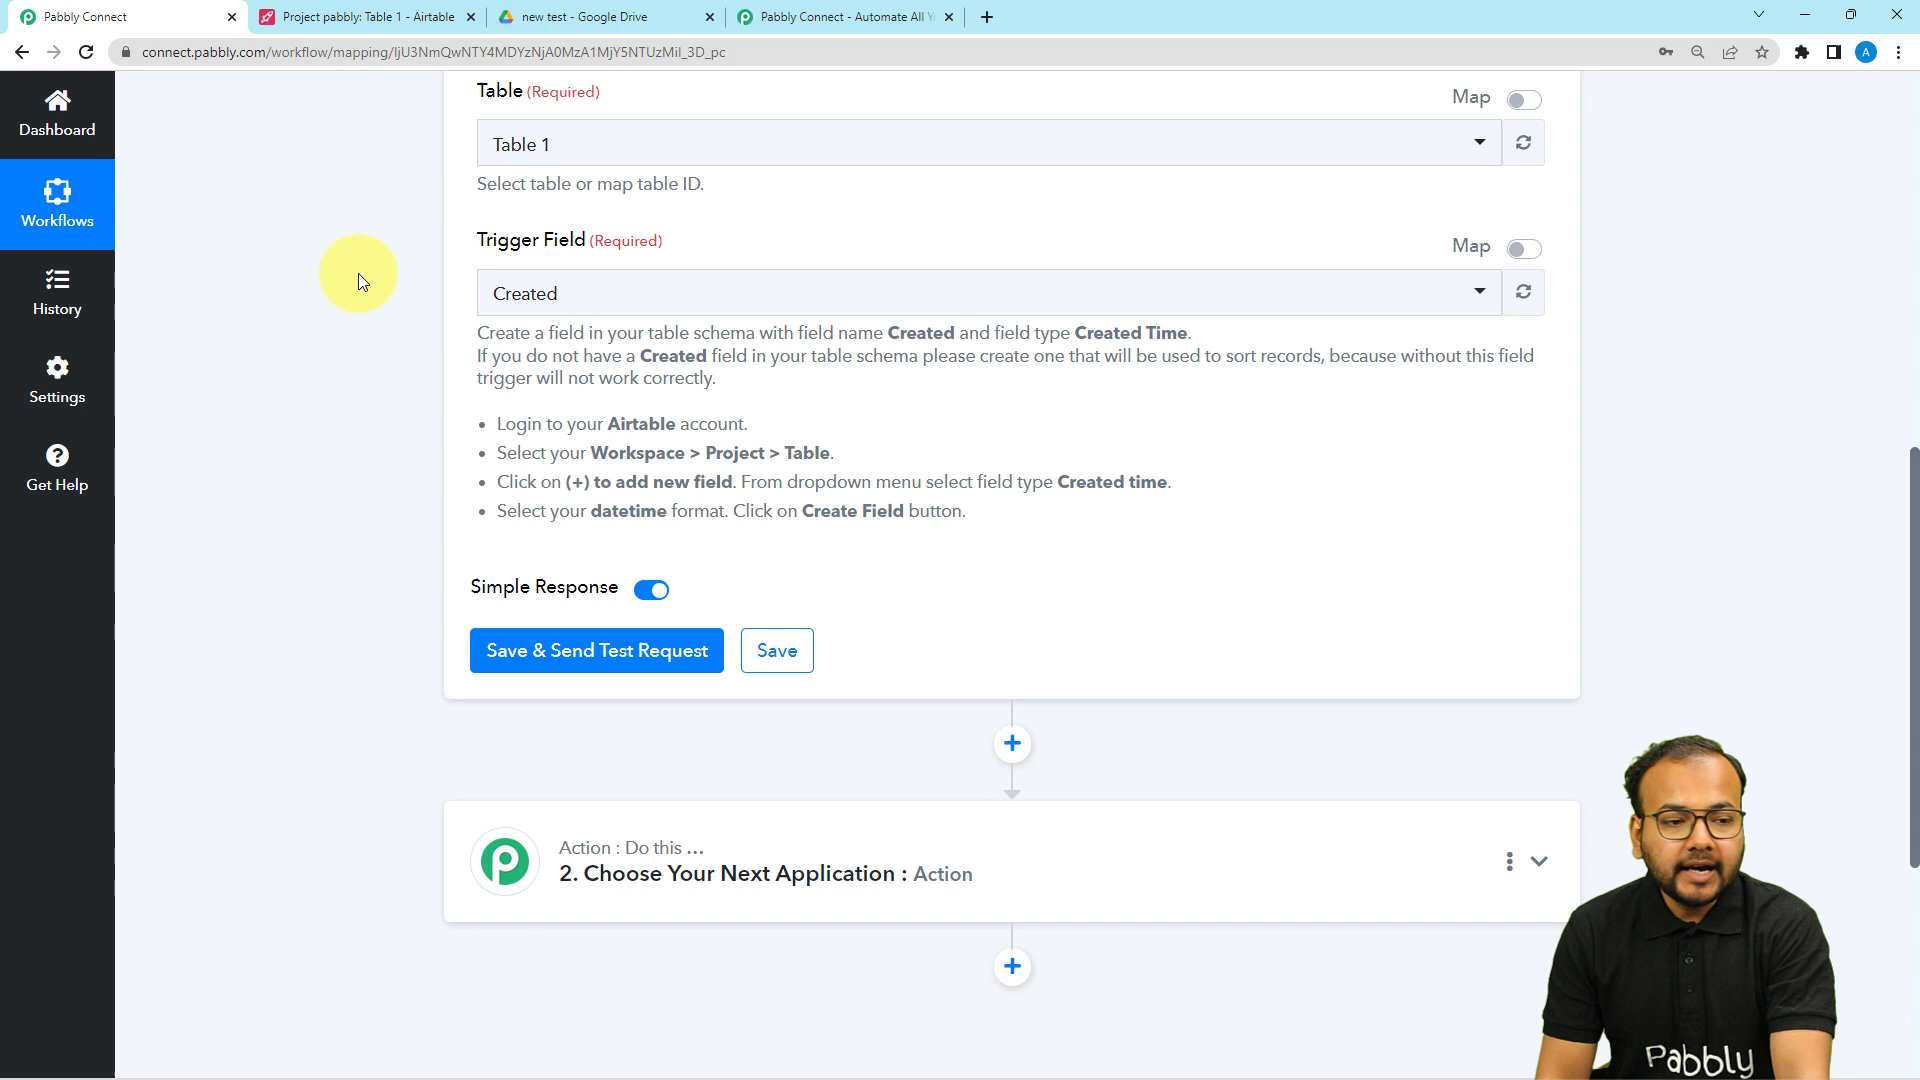 Pabbly Connect
Project pabbly: Table 1 - Airtable
new test - Google Drive
Pabbly Connect - Automate All Y
connect.pabbly.com/workflow/mapping/IjU3NmQwNTY4MDYzNjA0MzA1MjY5NTUzMiI_3D_pc
A
Dashboard
Workflows
History
Settings
Get Help
Table (Required)
Map
Table 1
Select table or map table ID.
Trigger Field (Required)
Map
Created
Create a field in your table schema with field name Created and field type Created Time.
If you do not have a Created field in your table schema please create one that will be used to sort records, because without this field
trigger will not work correctly.
• Login to your Airtable account.
• Select your Workspace > Project > Table.
• Click on (+) to add new field. From dropdown menu select field type Created time.
• Select your datetime format. Click on Create Field button.
Simple Response
Save & Send Test Request
Save
Action : Do this ...
2. Choose Your Next Application : Action
Pabbly